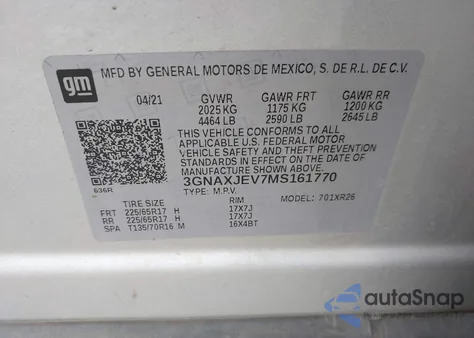 gm
MFD BY GENERAL MOTORS DE MEXICO, S. DE R.L. DE C.V.
04/21 GVWR GAWR FRT GAWR RR
2025 KG 1175 KG 1200 KG
4464 LB 2590 LB 2645 LB
THIS VEHICLE CONFORMS TO ALL
APPLICABLE U.S. FEDERAL MOTOR
VEHICLE SAFETY AND THEFT PREVENTION
STANDARDS IN EFFECT ON THE DATE
OF MANUFACTURE SHOWN ABOVE.
3GNAXJEV7MS161770
TYPE: M.P.V.
636R TIRE SIZE RIM MODEL: 701XR26
FRT 225/65R17 H 17X7J
RR 225/65R17 H 17X7J
SPA T135/70R16 M 16X4BT
autoSnap